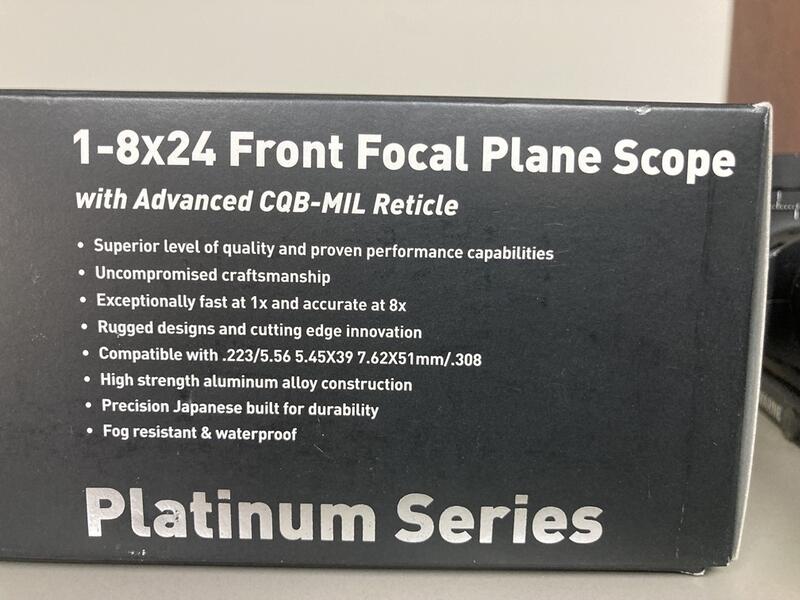 1-8x24 Front Focal Plane Scope
with Advanced CQB-MIL Reticle
• Superior level of quality and proven performance capabilities
• Uncompromised craftsmanship
• Exceptionally fast at 1x and accurate at 8x
• Rugged designs and cutting edge innovation
• Compatible with .223/5.56 5.45X39 7.62X51mm/.308
• High strength aluminum alloy construction
• Precision Japanese built for durability
• Fog resistant & waterproof
Platinum Series